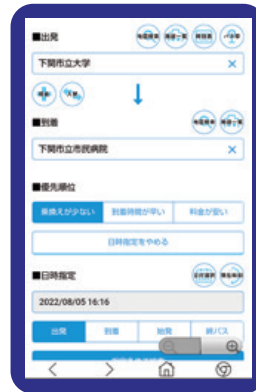 ■出発
下関市立大学 ×
■到着
下関市立市民病院 ×
■優先順位
乗換えが少ない 到着時間が早い 料金が安い
日時指定をやめる
■日時指定
2022/08/05 16:16
出発 到着 始発 終バス